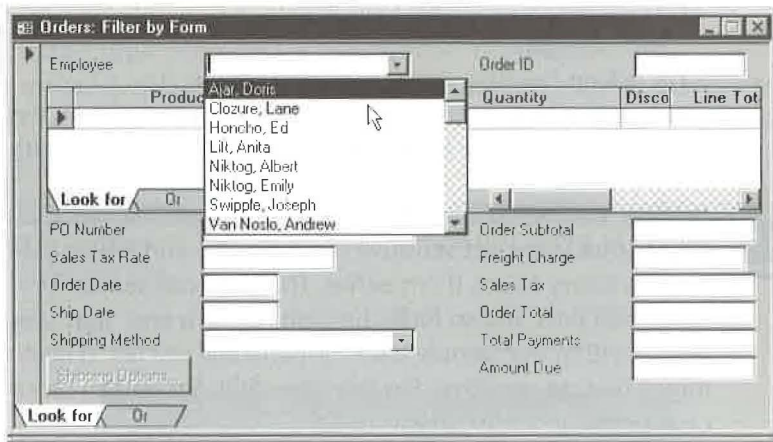 Orders: Filter by Form
Employee
Order ID
Produc
Quantity
Disco
Line Tot
Ajar, Doris
Clozure, Lane
Honcho, Ed
Lilt, Anita
Niktog, Albert
Niktog, Emily
Swipple, Joseph
Van Noslo, Andrew
Look for
Or
PO Number
Order Subtotal
Sales Tax Rate
Freight Charge
Order Date
Sales Tax
Ship Date
Order Total
Shipping Method
Total Payments
Shipping Options...
Amount Due
Look for
Or